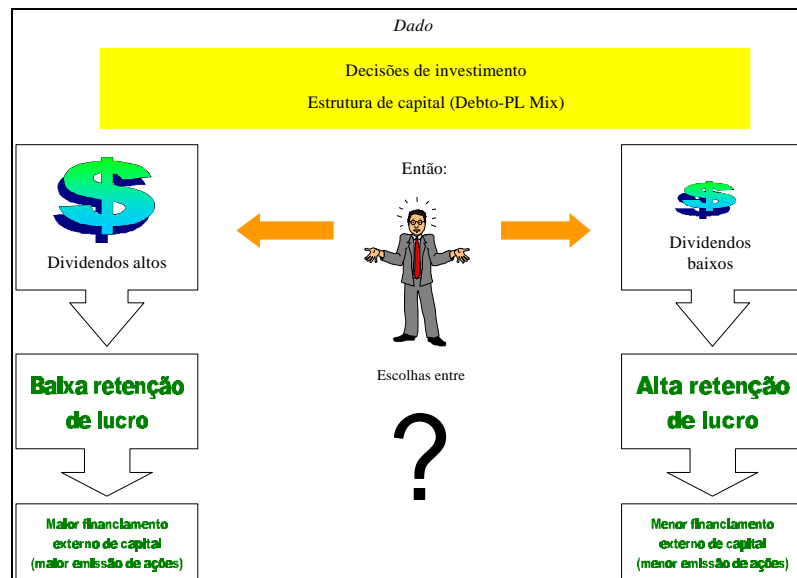 Dado
Decisões de investimento
Estrutura de capital (Debto-PL Mix)
Então:
Dividendos altos
Dividendos
baixos
Escolhas entre
?
Baixa retenção
de lucro
Alta retenção
de lucro
Maior financiamento
externo de capital
(maior emissão de ações)
Menor financiamento
externo de capital
(menor emissão de ações)